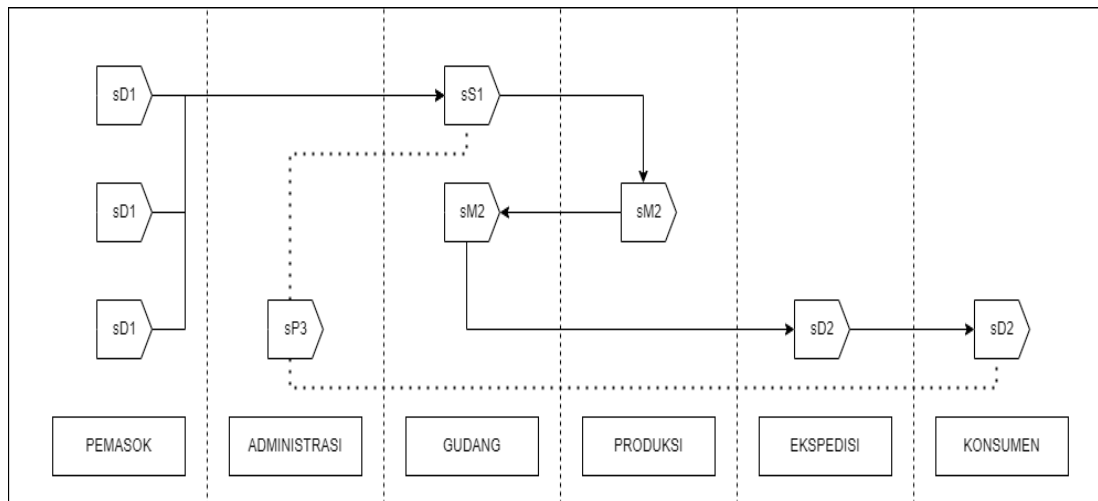 sD1
sS1
sD1
sM2
sM2
sD1
sP3
sD2
sD2
PEMASOK
ADMINISTRASI
GUDANG
PRODUKSI
EKSPEDISI
KONSUMEN